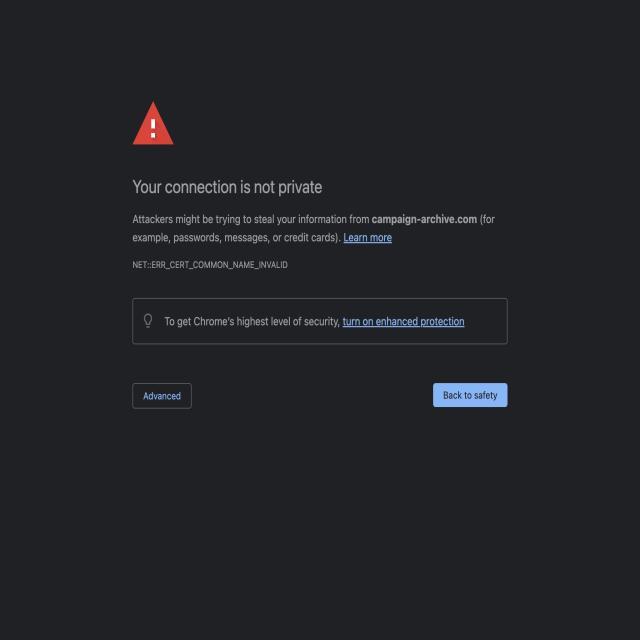 Your connection is not private
Attackers might be trying to steal your information from campaign-archive.com (for
example, passwords, messages, or credit cards). Learn more
NET::ERR_CERT_COMMON_NAME_INVALID
To get Chrome's highest level of security, turn on enhanced protection
Advanced
Back to safety